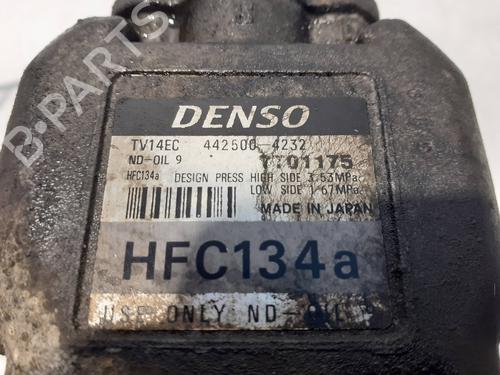 DENSO
TV14EC 442500-4232
ND-OIL 9 7701175
HFC134a DESIGN PRESS HIGH SIDE 3.53MPa
LOW SIDE 1.67MPa
MADE IN JAPAN
HFC134a
USE ONLY ND-OIL
B-PARTS